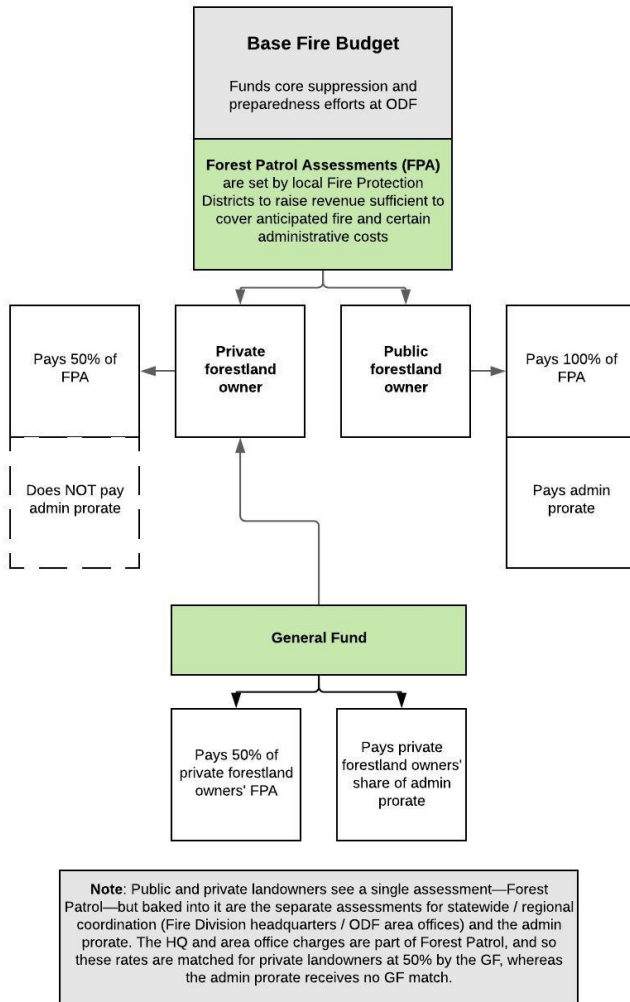 Base Fire Budget
Funds core suppression and
preparedness efforts at ODF
Forest Patrol Assessments (FPA)
are set by local Fire Protection
Districts to raise revenue sufficient to
cover anticipated fire and certain
administrative costs
Pays 50% of
FPA
Private
forestland
owner
Public
forestland
owner
Pays 100% of
FPA
Does NOT pay
admin prorate
Pays admin
prorate
General Fund
Pays 50% of
private forestland
owners' FPA
Pays private
forestland owners'
share of admin
prorate
Note: Public and private landowners see a single assessment—Forest
Patrol—but baked into it are the separate assessments for statewide / regional
coordination (Fire Division headquarters / ODF area offices) and the admin
prorate. The HQ and area office charges are part of Forest Patrol, and so
these rates are matched for private landowners at 50% by the GF, whereas
the admin prorate receives no GF match.